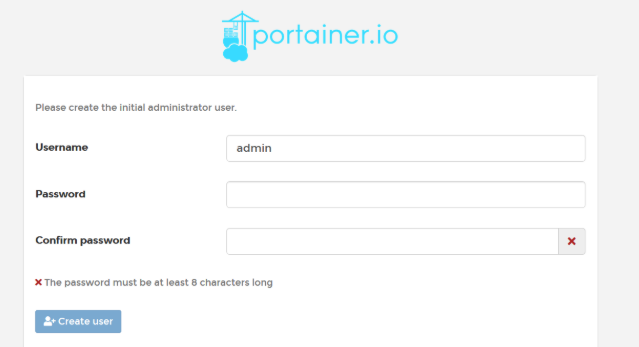 portainer.io
Please create the initial administrator user.
Username
admin
Password
Confirm password
The password must be at least 8 characters long
Create user